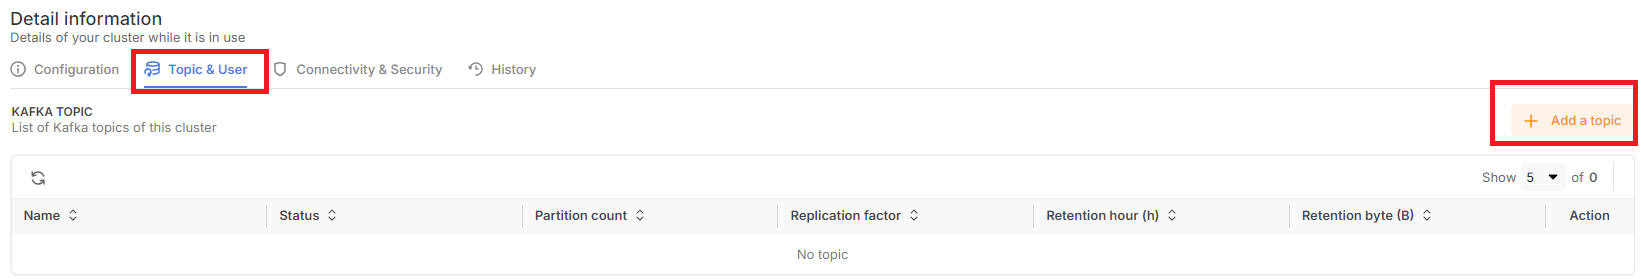 Detail information
Details of your cluster while it is in use
Configuration Topic & User Connectivity & Security History
KAFKA TOPIC
List of Kafka topics of this cluster
Add a topic
Show 5 of 0
Name Status Partition count Replication factor Retention hour (h) Retention byte (B) Action
No topic